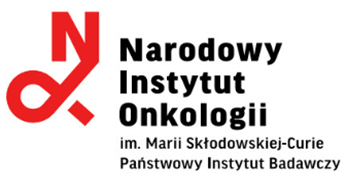 Narodowy
Instytut
Onkologii
im. Marii Skłodowskiej-Curie
Państwowy Instytut Badawczy